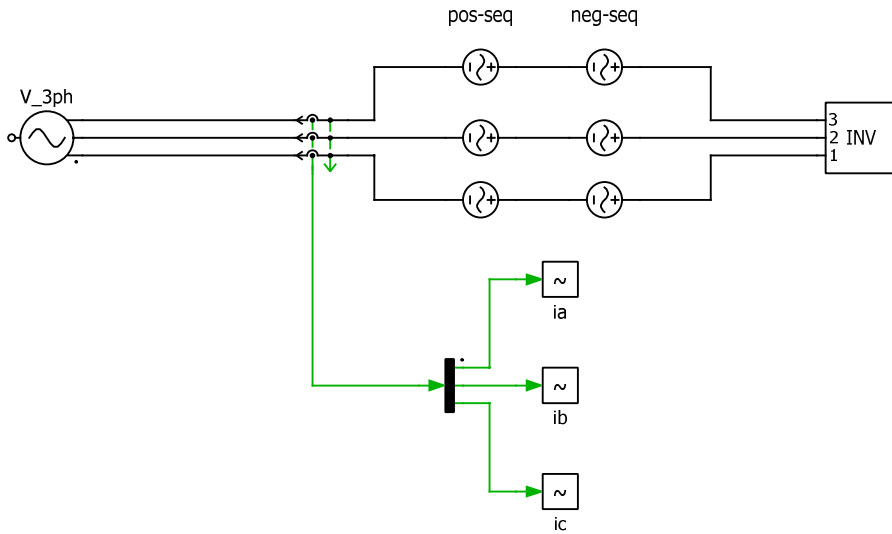 pos-seq neg-seq
V_3ph
3
2 INV
1
~
ia
~
ib
~
ic